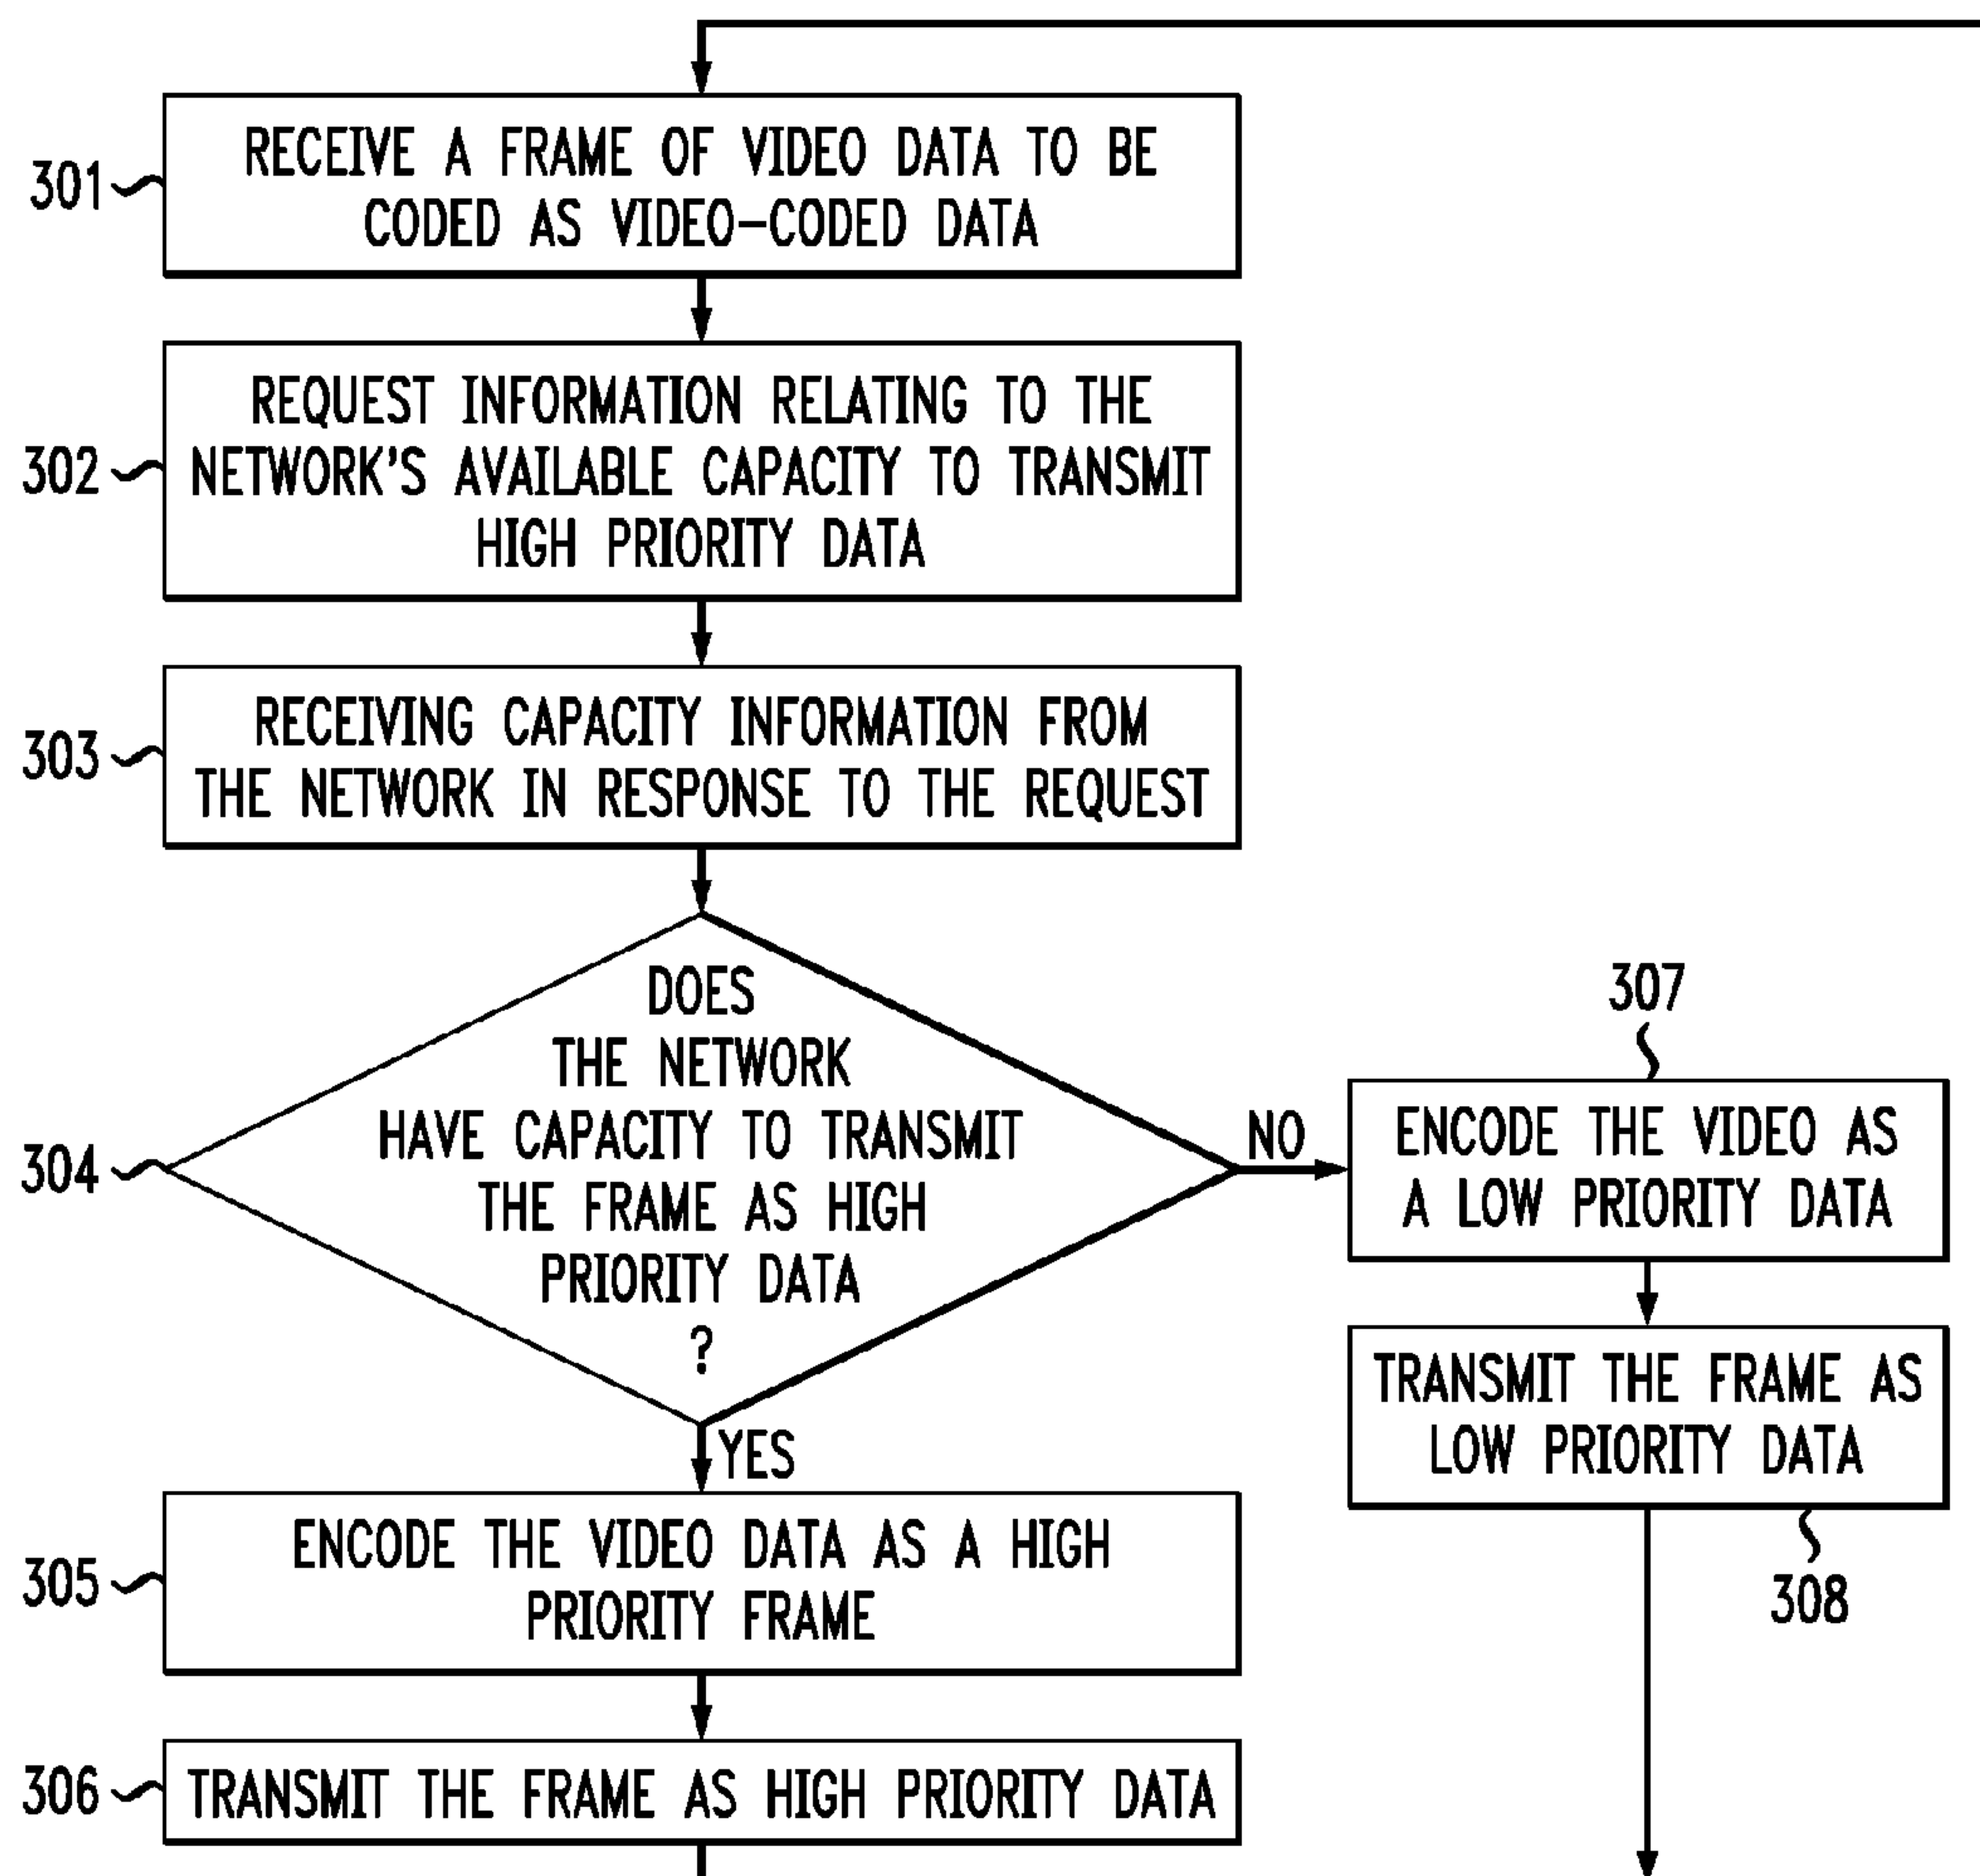 301
RECEIVE A FRAME OF VIDEO DATA TO BE
CODED AS VIDEO-CODED DATA
302
REQUEST INFORMATION RELATING TO THE
NETWORK'S AVAILABLE CAPACITY TO TRANSMIT
HIGH PRIORITY DATA
303
RECEIVING CAPACITY INFORMATION FROM
THE NETWORK IN RESPONSE TO THE REQUEST
304
DOES
THE NETWORK
HAVE CAPACITY TO TRANSMIT
THE FRAME AS HIGH
PRIORITY DATA
?
NO
307
ENCODE THE VIDEO AS
A LOW PRIORITY DATA
TRANSMIT THE FRAME AS
LOW PRIORITY DATA
308
YES
305
ENCODE THE VIDEO DATA AS A HIGH
PRIORITY FRAME
306
TRANSMIT THE FRAME AS HIGH PRIORITY DATA